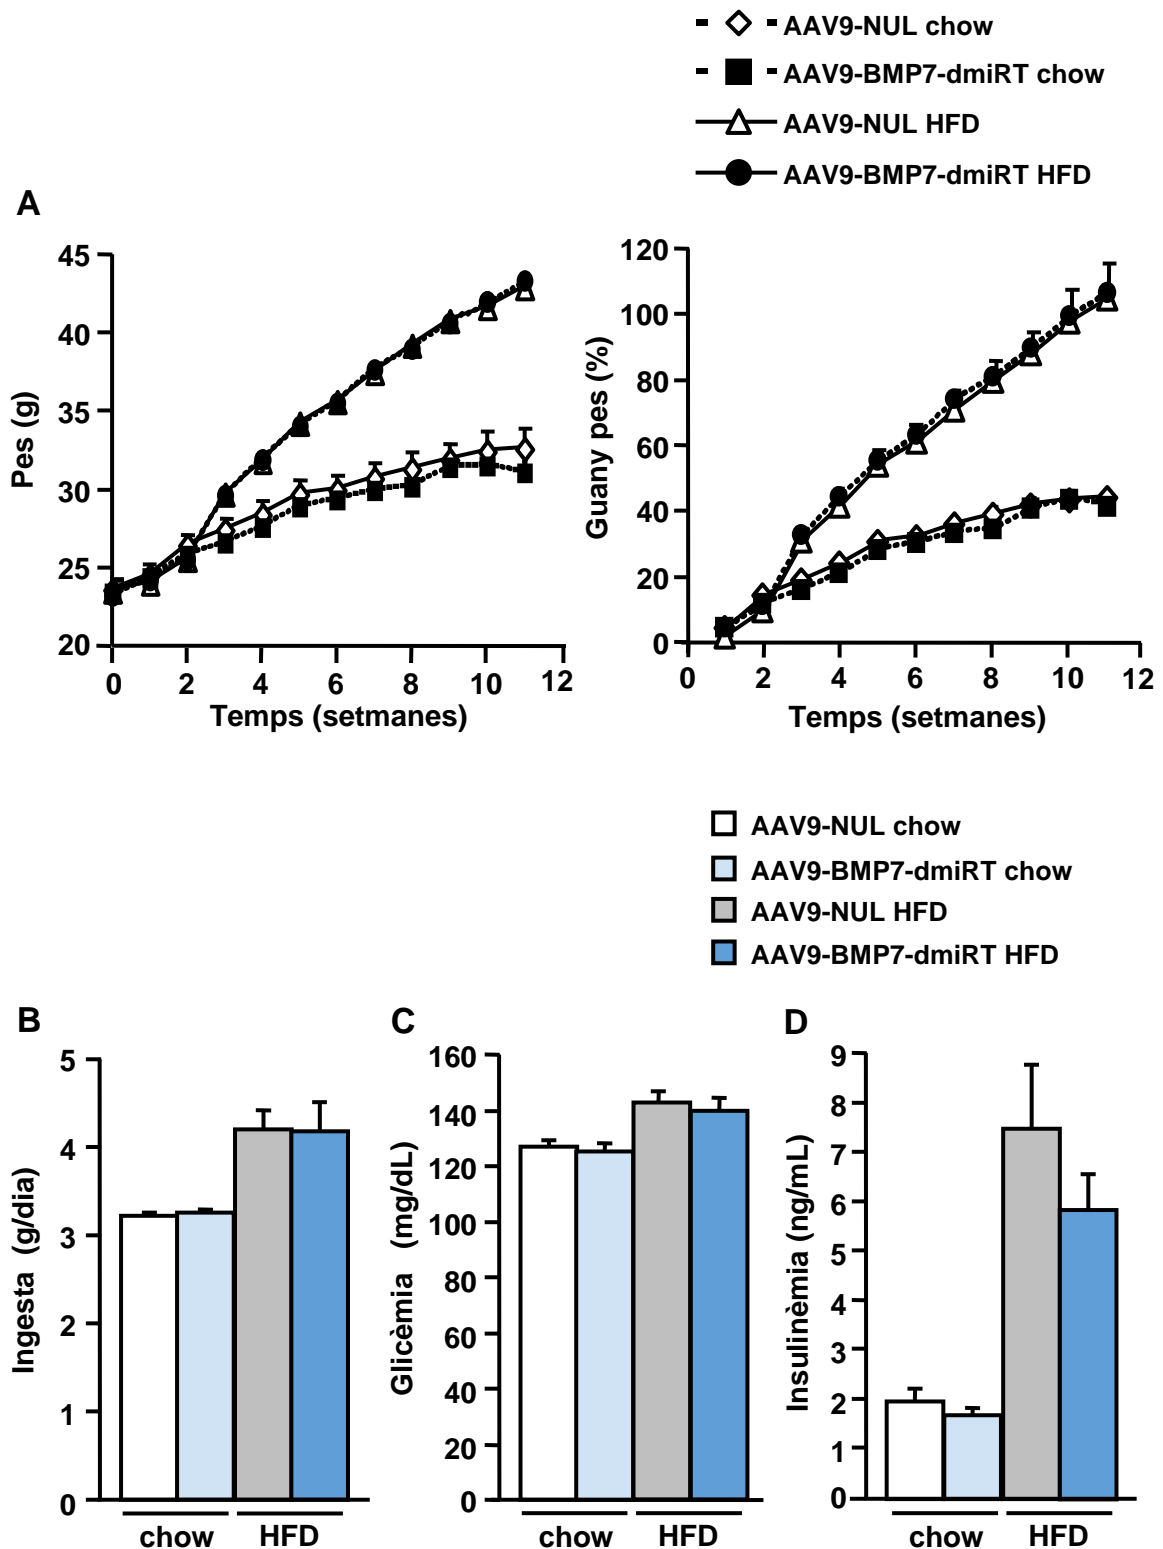 AAV9-NUL chow
AAV9-BMP7-dmiRT chow
AAV9-NUL HFD
AAV9-BMP7-dmiRT HFD
A
45
40
35
30
25
20
Pes (g)
0 2 4 6 8 10 12
Temps (setmanes)
120
100
80
60
40
20
0
Guany pes (%)
0 2 4 6 8 10 12
Temps (setmanes)
AAV9-NUL chow
AAV9-BMP7-dmiRT chow
AAV9-NUL HFD
AAV9-BMP7-dmiRT HFD
B
5
4
3
2
1
0
Ingesta (g/dia)
chow HFD
C
160
140
120
100
80
60
40
20
0
Glicèmia (mg/dL)
chow HFD
D
9
8
7
6
5
4
3
2
1
0
Insulinèmia (ng/mL)
chow HFD